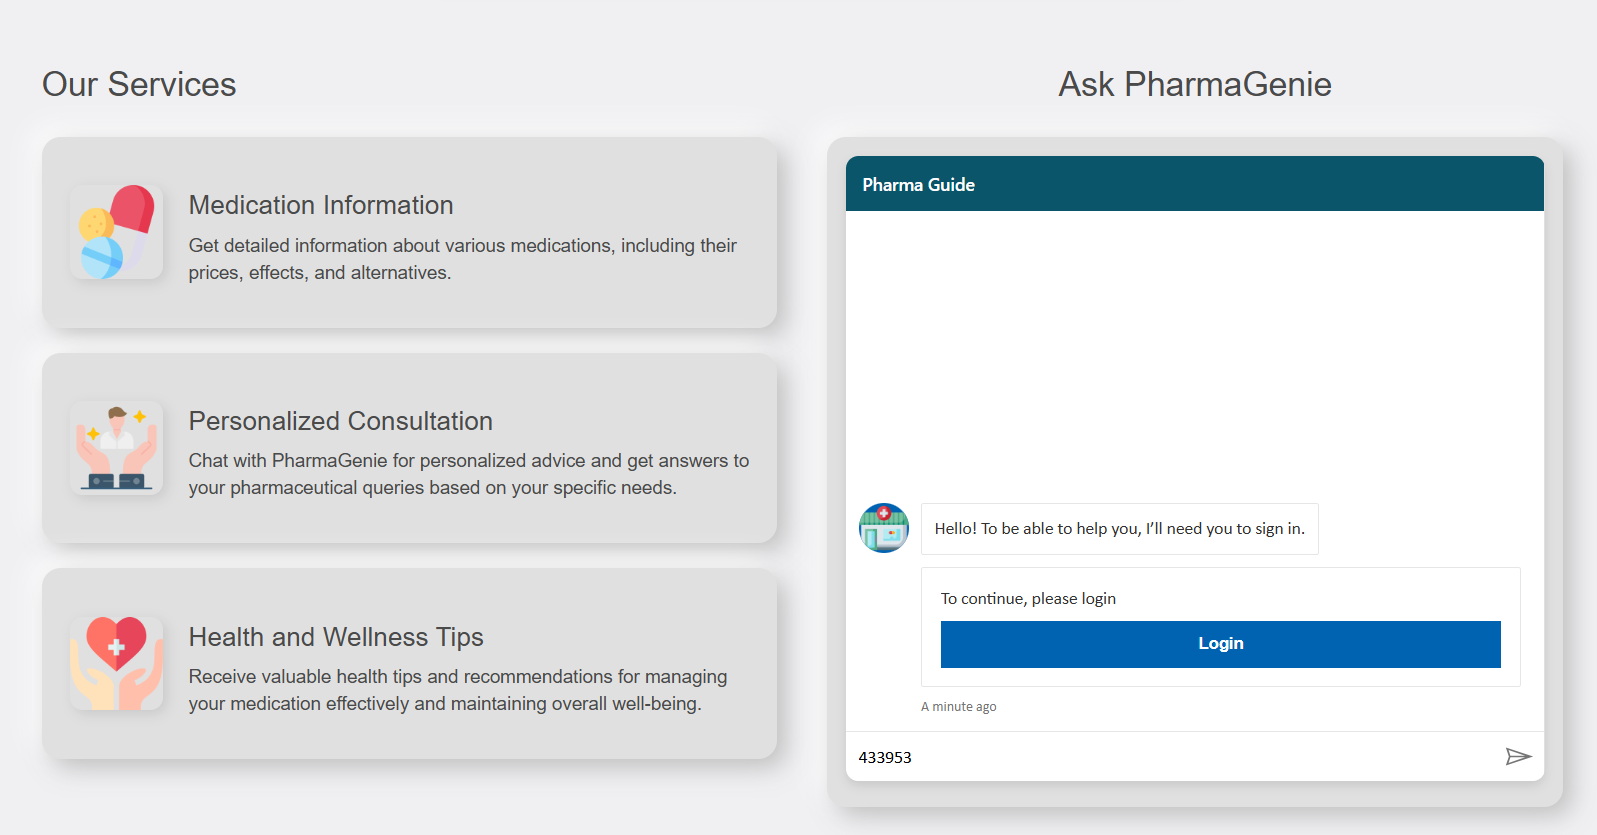 Our Services
Medication Information
Get detailed information about various medications, including their
prices, effects, and alternatives.
Personalized Consultation
Chat with PharmaGenie for personalized advice and get answers to
your pharmaceutical queries based on your specific needs.
Health and Wellness Tips
Receive valuable health tips and recommendations for managing
your medication effectively and maintaining overall well-being.
Ask PharmaGenie
Pharma Guide
Hello! To be able to help you, I’ll need you to sign in.
To continue, please login
Login
A minute ago
433953